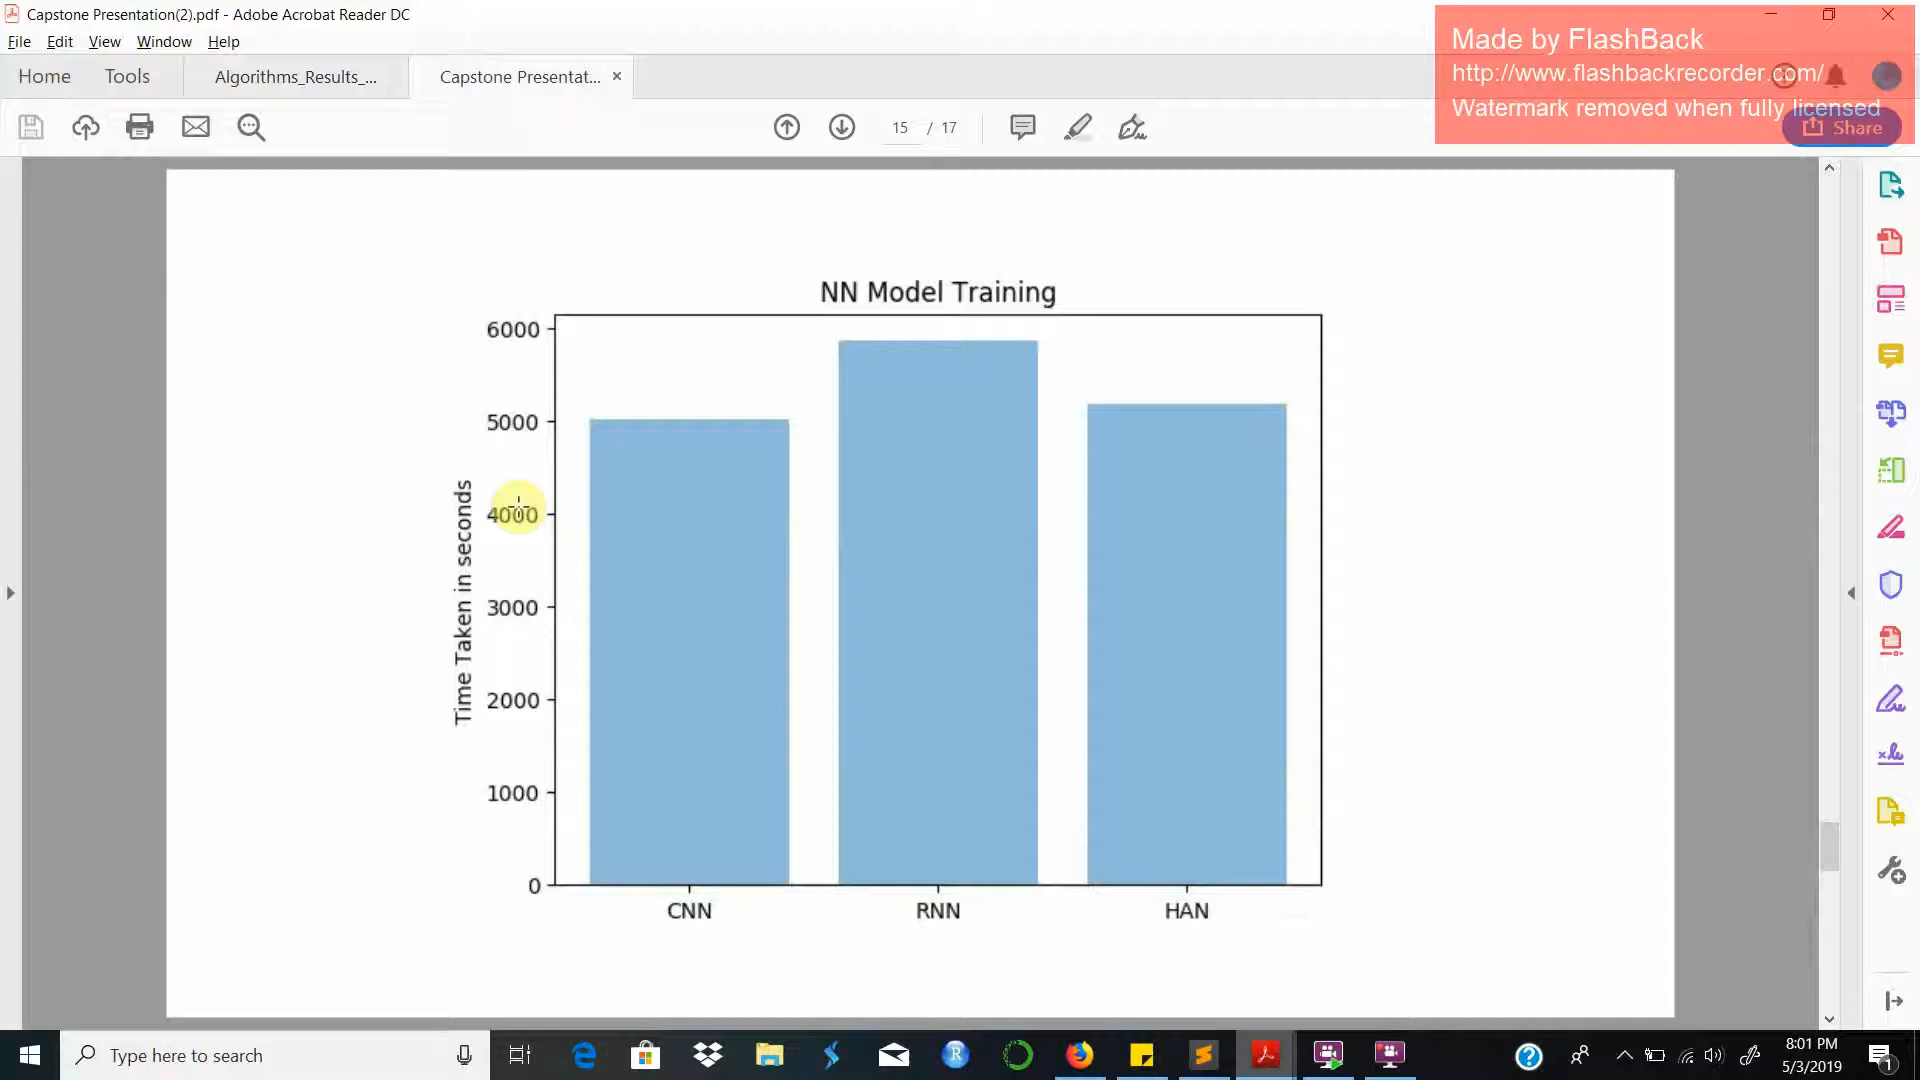 Capstone Presentation(2).pdf - Adobe Acrobat Reader DC
File Edit View Window Help
Made by FlashBack
http://www.flashbackrecorder.com/
Watermark removed when fully licensed
Home Tools Algorithms_Results_... Capstone Presentat... ×
15 / 17
Share
NN Model Training
6000
5000
4000
3000
2000
1000
0
Time Taken in seconds
CNN RNN HAN
Type here to search
8:01 PM
5/3/2019
1